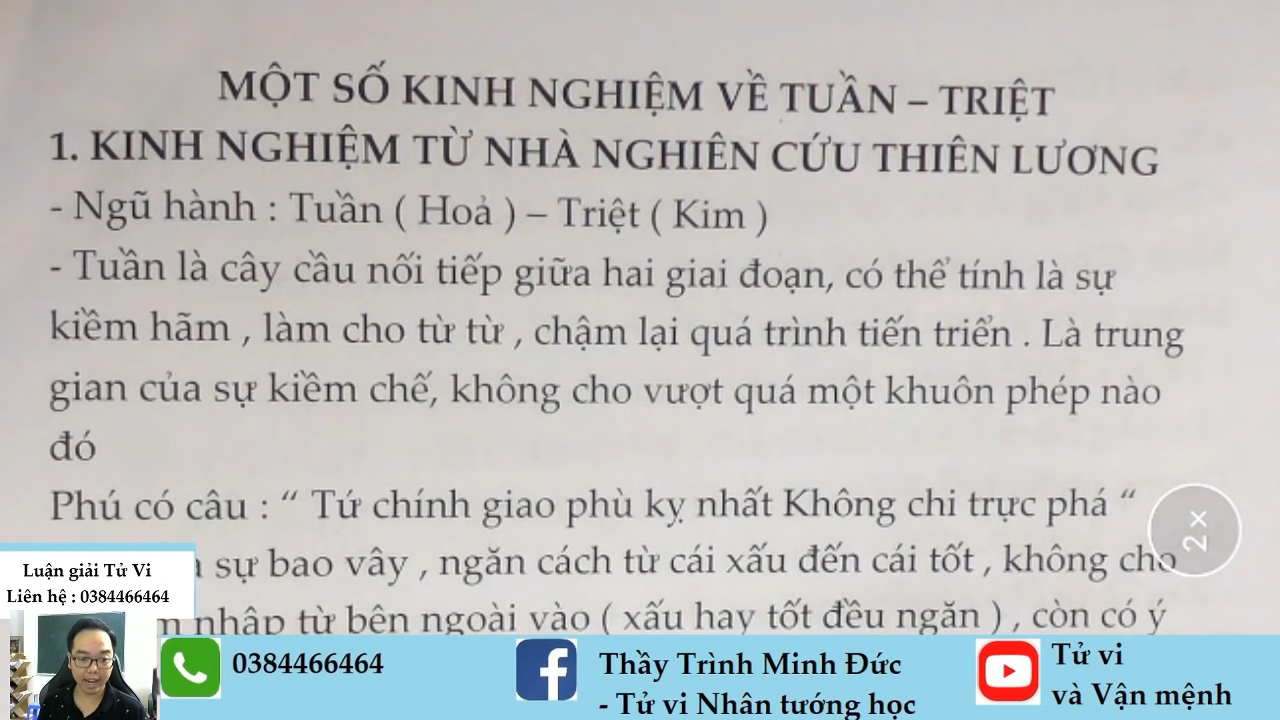 MỘT SỐ KINH NGHIỆM VỀ TUẦN – TRIỆT
1. KINH NGHIỆM TỪ NHÀ NGHIÊN CỨU THIÊN LƯƠNG
- Ngũ hành : Tuần ( Hoả ) – Triệt ( Kim )
- Tuần là cây cầu nối tiếp giữa hai giai đoạn, có thể tính là sự
kiềm hãm , làm cho từ từ , chậm lại quá trình tiến triển . Là trung
gian của sự kiềm chế, không cho vượt quá một khuôn phép nào
đó
Phú có câu : “ Tứ chính giao phù kỵ nhất Không chi trực phá “
sự bao vây , ngăn cách từ cái xấu đến cái tốt , không cho
nhập từ bên ngoài vào ( xấu hay tốt đều ngăn ) , còn có ý
2 ×
Luận giải Tử Vi
Liên hệ : 0384466464
0384466464
Thầy Trình Minh Đức
- Tử vi Nhân tướng học
Tử vi
và Vận mệnh